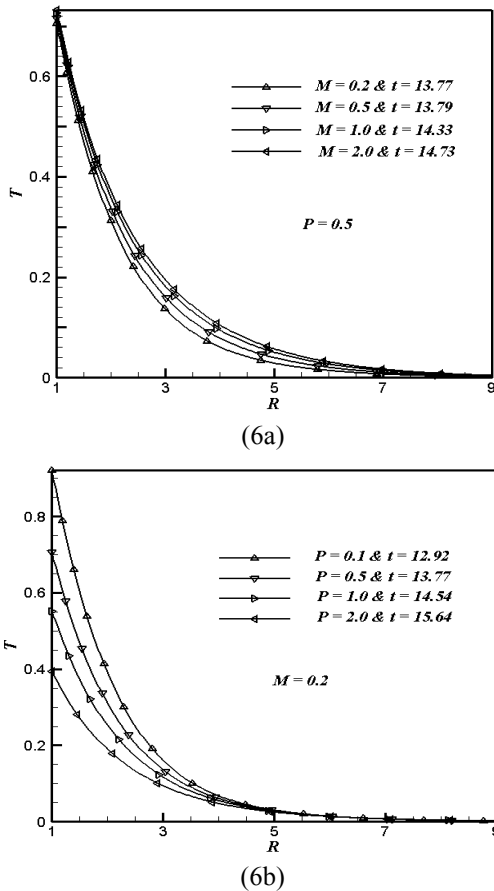 0.6
M = 0.2 & t = 13.77
M = 0.5 & t = 13.79
M = 1.0 & t = 14.33
M = 2.0 & t = 14.73
0.4
T
P = 0.5
0.2
0
1 3 5 7 9
R
(6a)
0.8
P = 0.1 & t = 12.92
P = 0.5 & t = 13.77
P = 1.0 & t = 14.54
P = 2.0 & t = 15.64
0.6
T
0.4
M = 0.2
0.2
0
1 3 5 7 9
R
(6b)